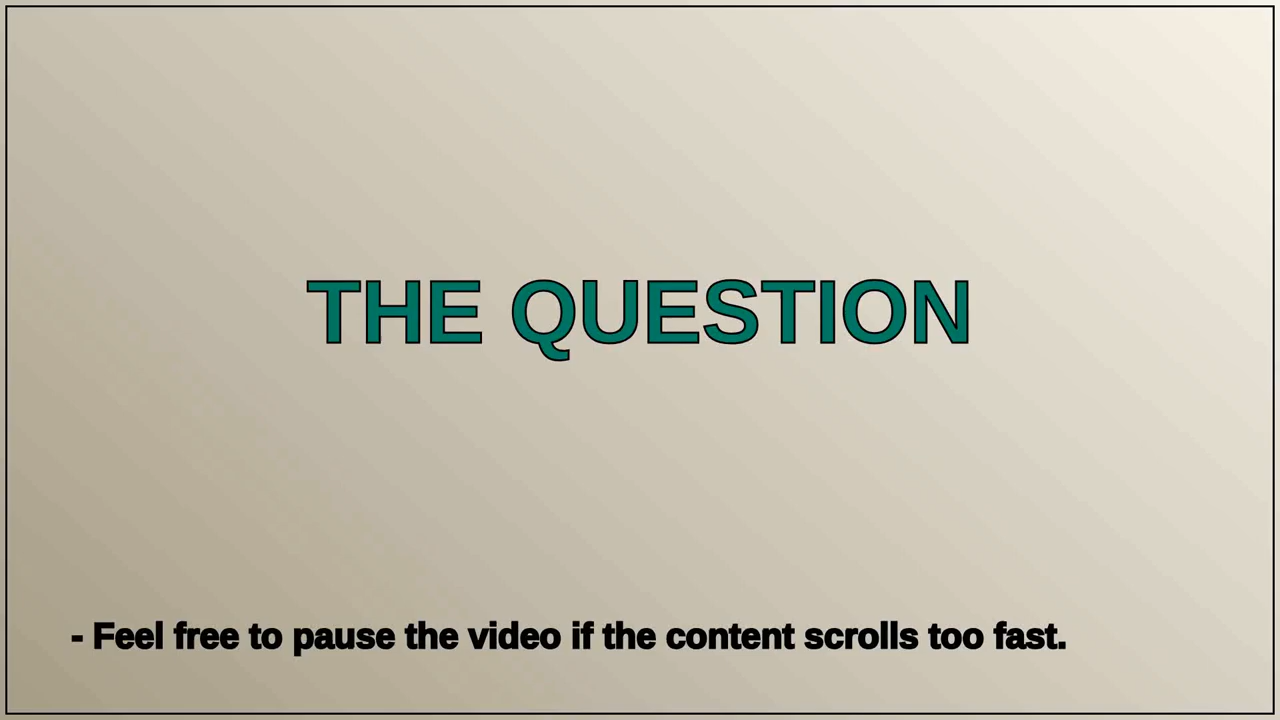 THE QUESTION
- Feel free to pause the video if the content scrolls too fast.